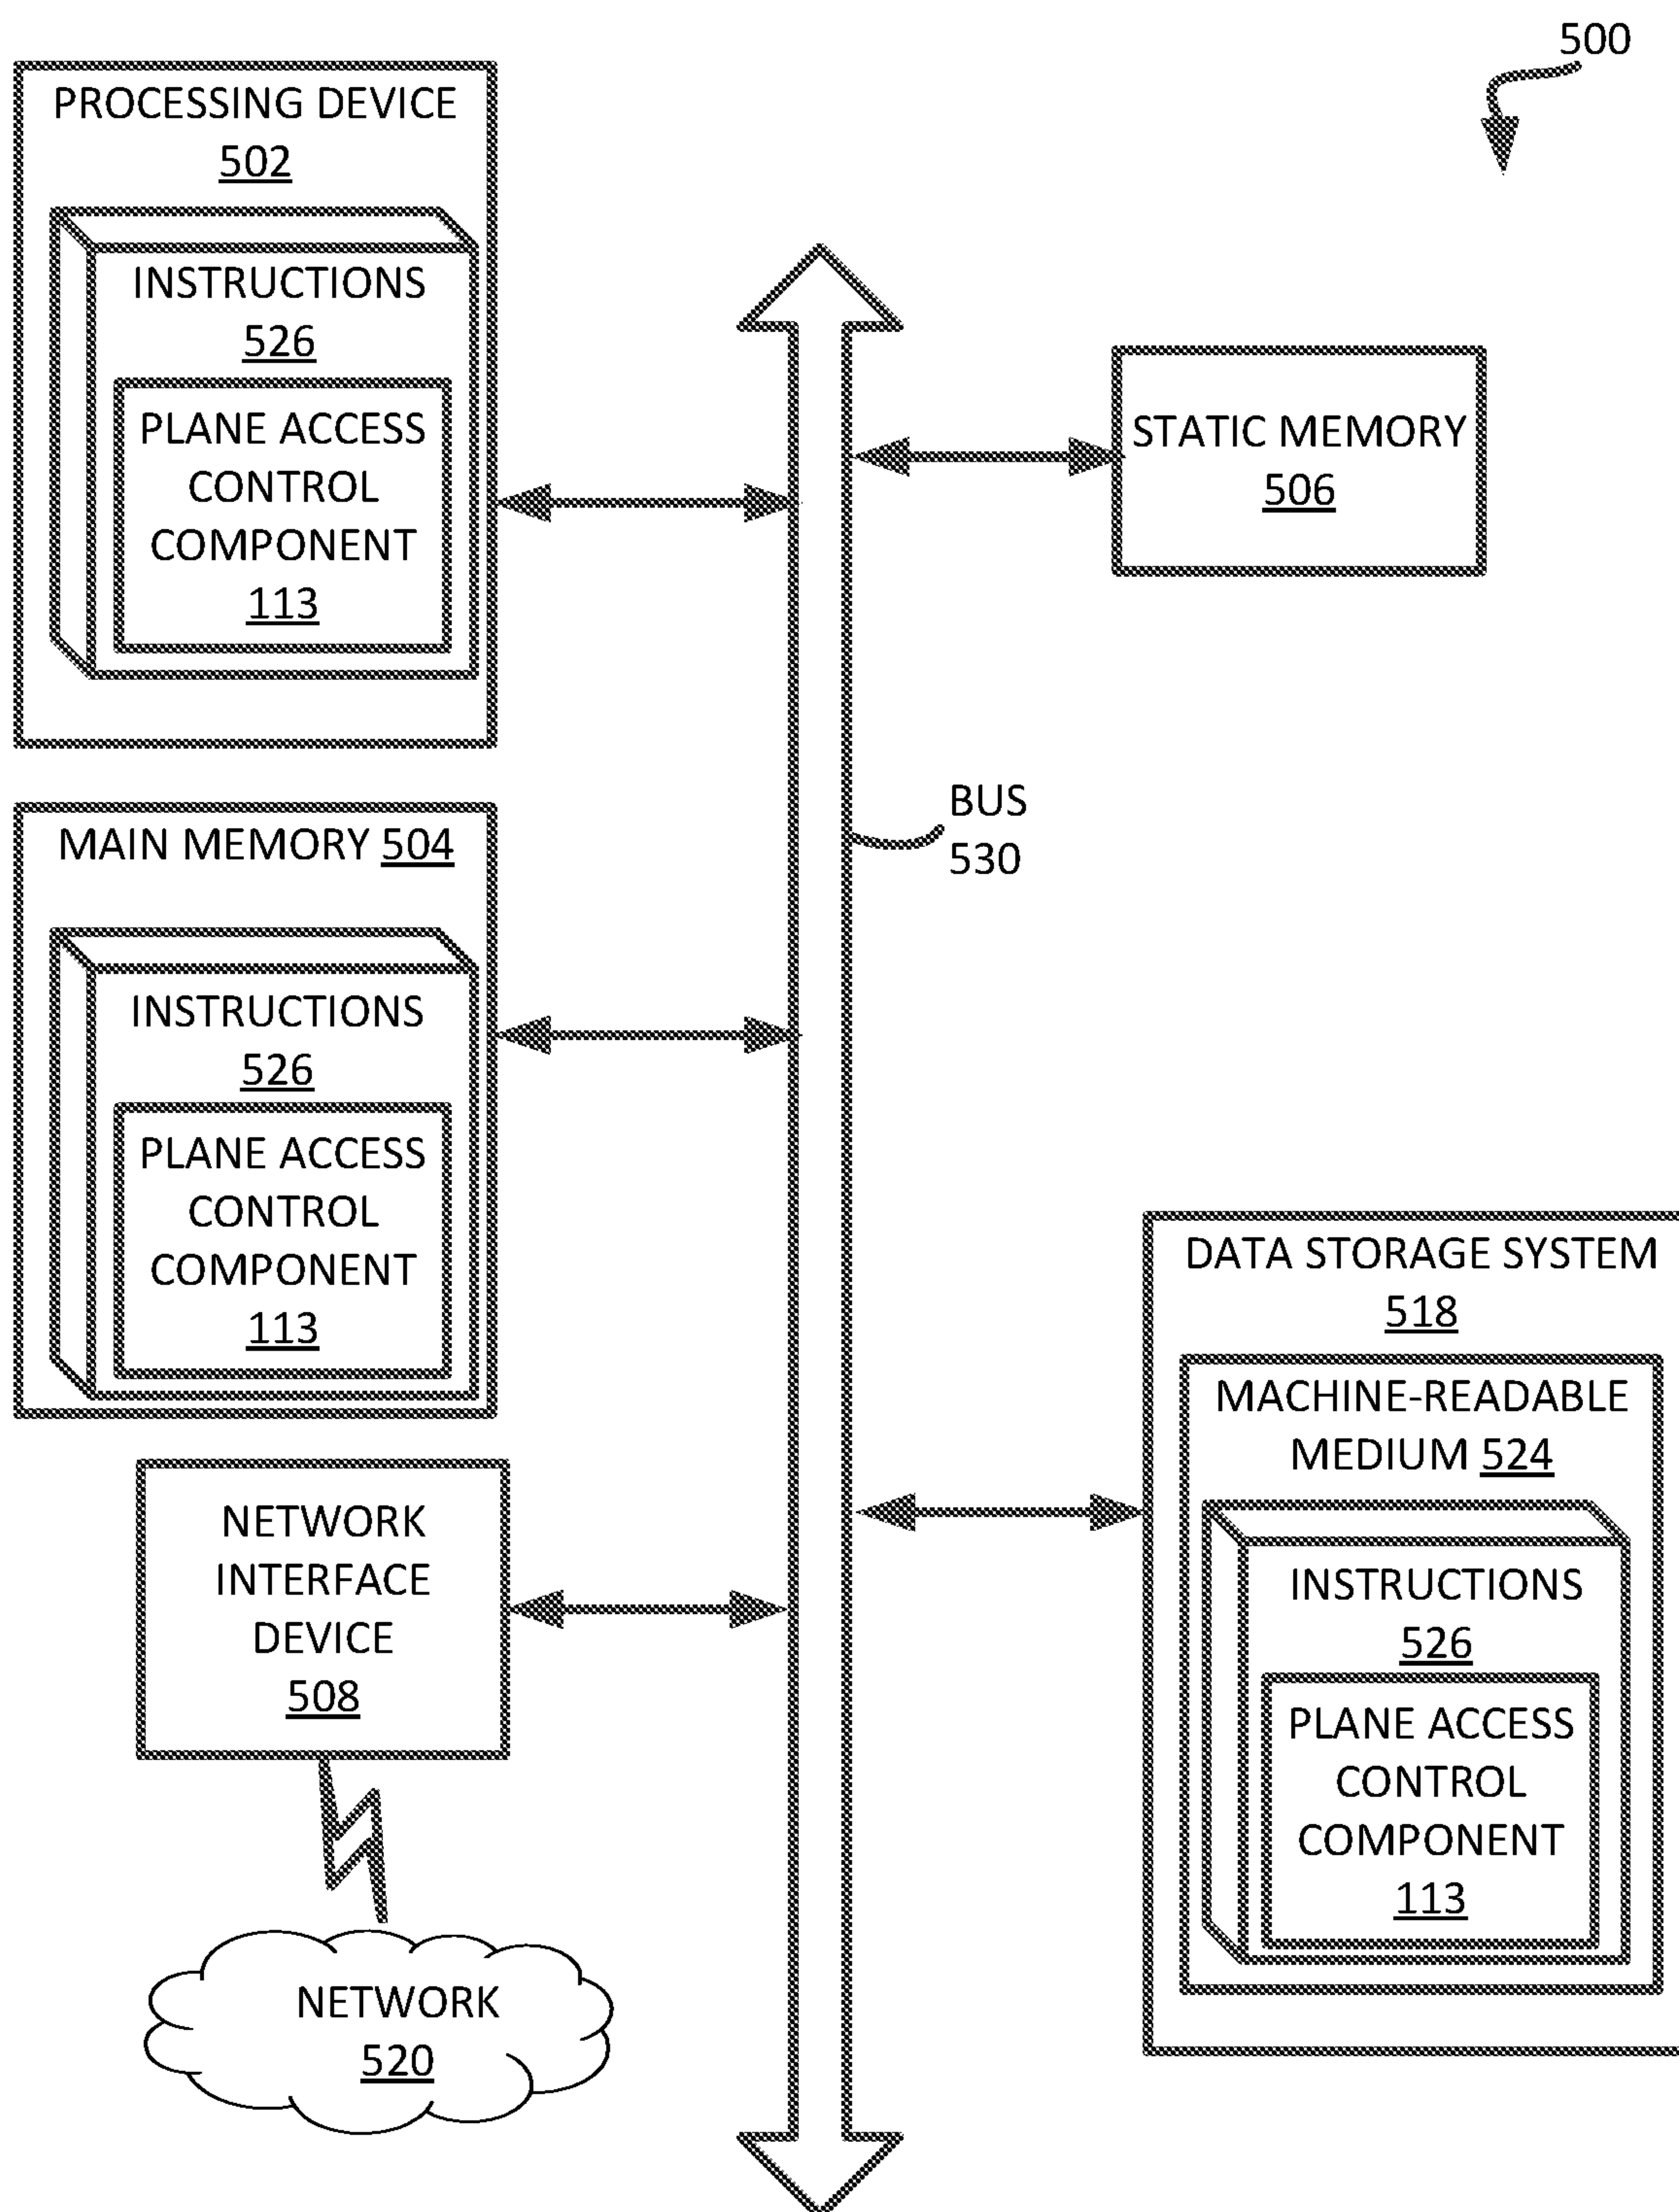 500
PROCESSING DEVICE
502
INSTRUCTIONS
526
PLANE ACCESS
CONTROL
COMPONENT
113
STATIC MEMORY
506
BUS
530
MAIN MEMORY 504
INSTRUCTIONS
526
PLANE ACCESS
CONTROL
COMPONENT
113
DATA STORAGE SYSTEM
518
MACHINE-READABLE
MEDIUM 524
INSTRUCTIONS
526
PLANE ACCESS
CONTROL
COMPONENT
113
NETWORK
INTERFACE
DEVICE
508
NETWORK
520